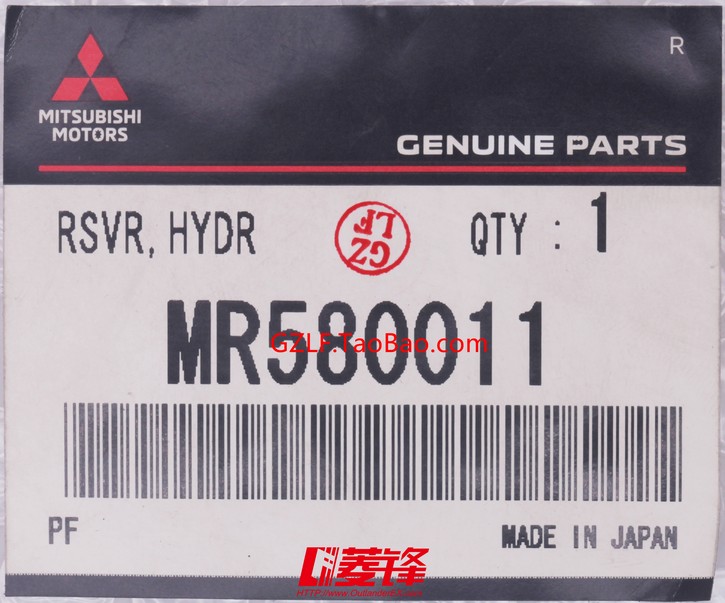 R
MITSUBISHI
MOTORS
GENUINE PARTS
RSVR, HYDR
GZ
LF
QTY : 1
MR580011
GZLF.TaoBao.com
PF
MADE IN JAPAN
菱锋